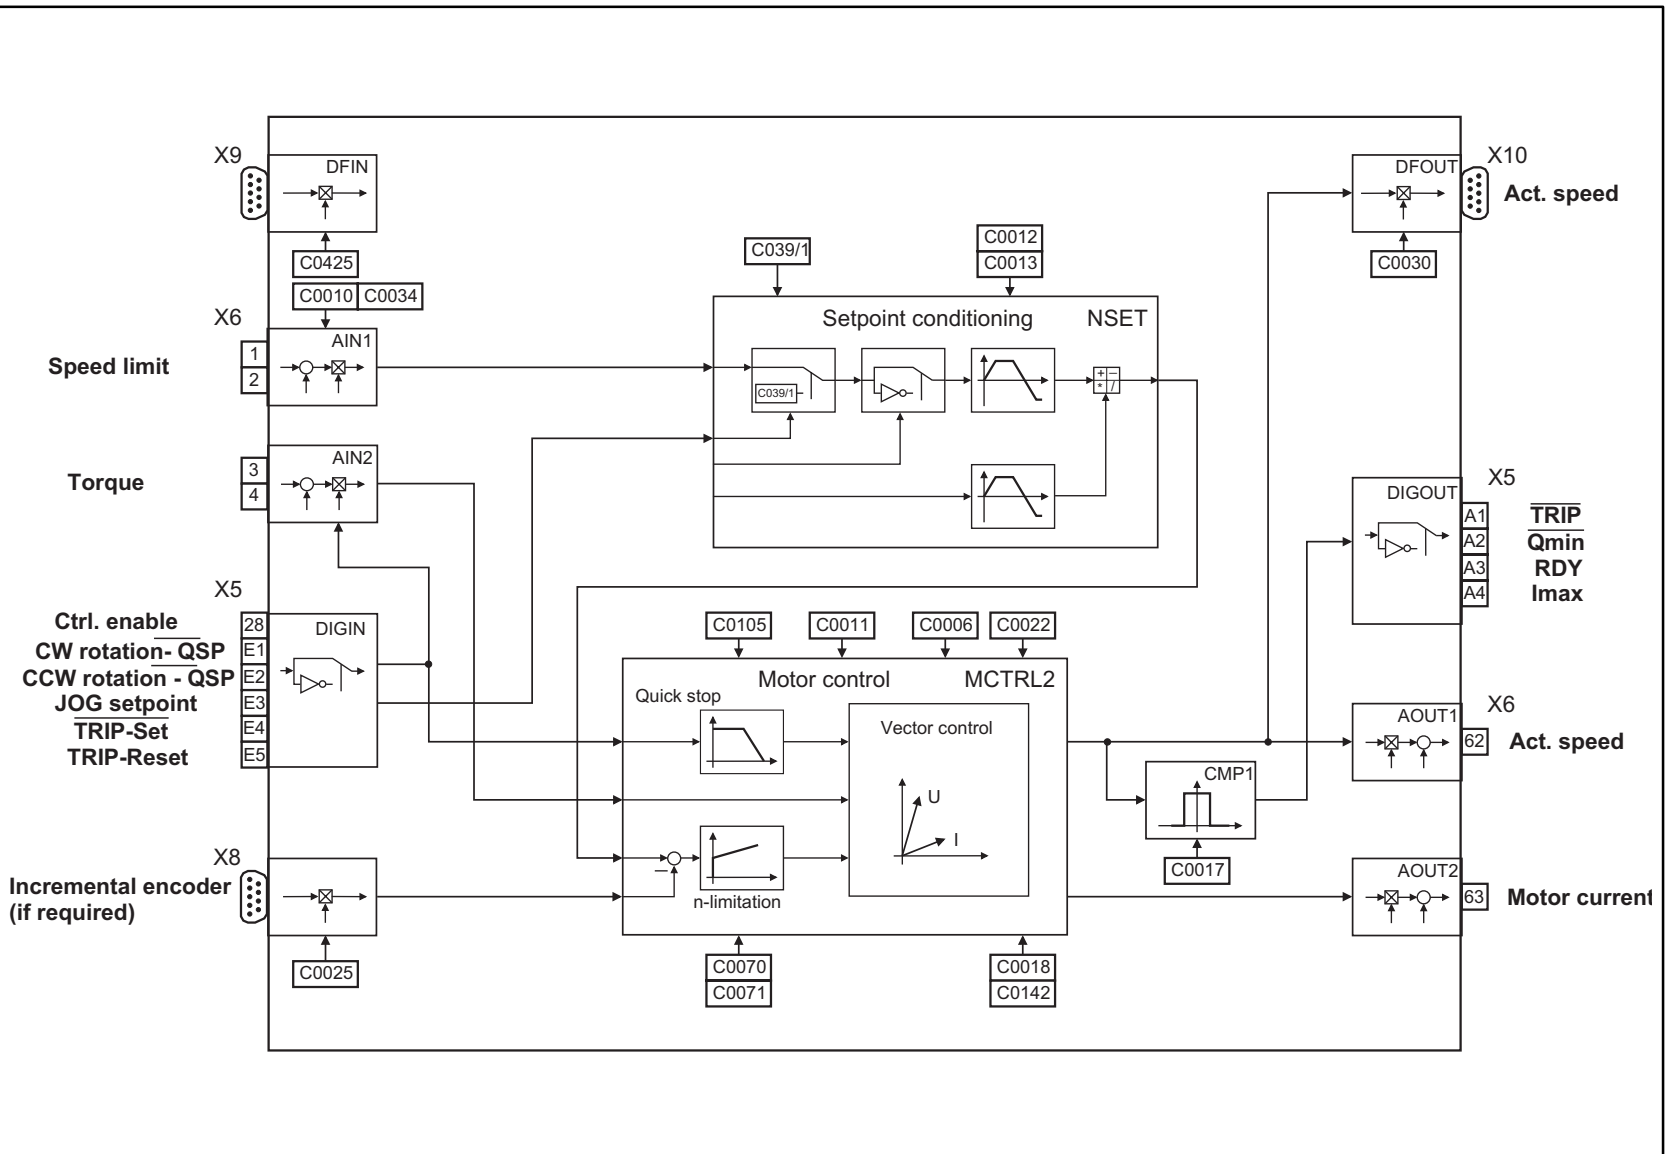 X9
DFIN
C0425
C0010 C0034
X6
AIN1
Speed limit
1
2
AIN2
Torque
3
4
X5
DIGIN
Ctrl. enable
28
CW rotation- QSP
E1
CCW rotation - QSP
E2
JOG setpoint
E3
TRIP-Set
E4
TRIP-Reset
E5
X8
Incremental encoder
(if required)
C0025
C039/1
C0012
C0013
Setpoint conditioning NSET
C039/1
+ −
* /
C0105 C0011 C0006 C0022
Motor control MCTRL2
Quick stop
Vector control
U
I
−
n-limitation
C0070
C0071
C0018
C0142
CMP1
C0017
X10
DFOUT
Act. speed
C0030
X5
DIGOUT
A1 TRIP
A2 Qmin
A3 RDY
A4 Imax
X6
AOUT1
62 Act. speed
AOUT2
63 Motor current